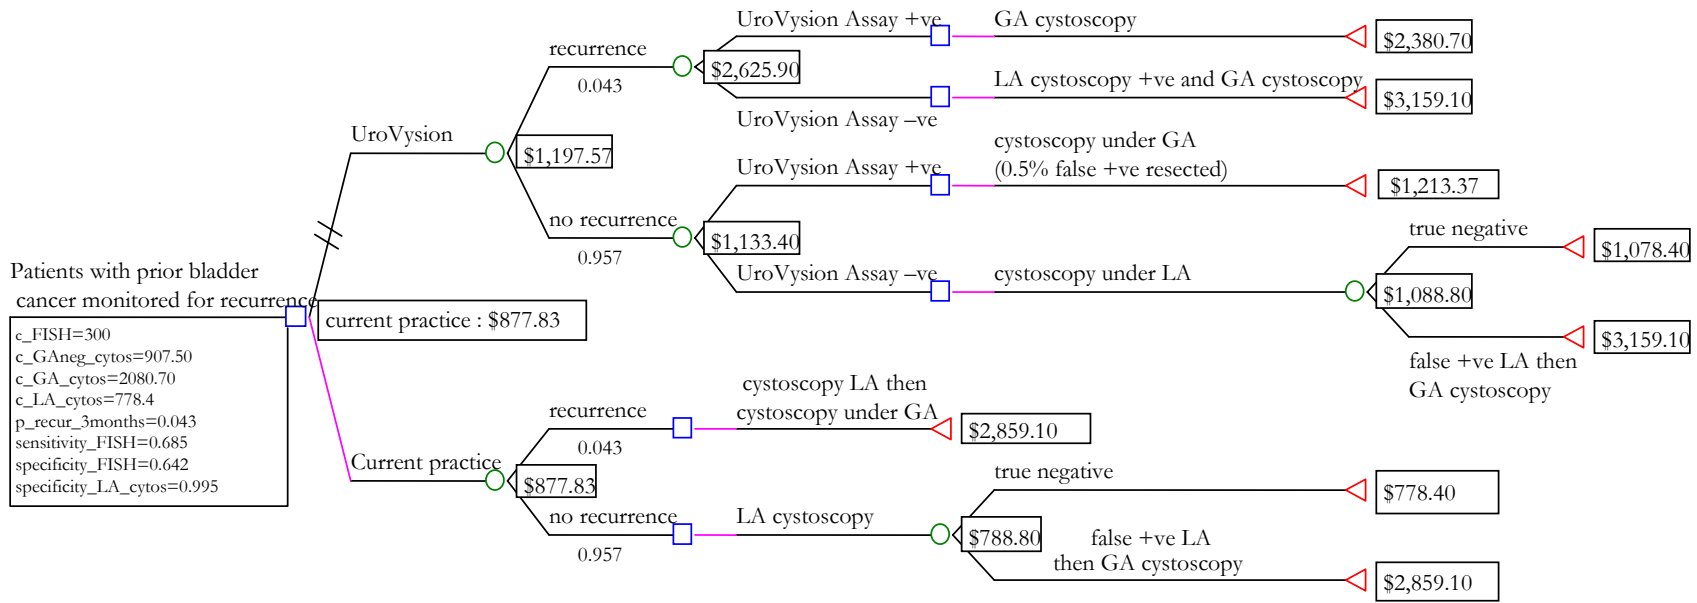 UroVysion Assay +ve
GA cystoscopy
$2,380.70
recurrence
0.043
$2,625.90
LA cystoscopy +ve and GA cystoscopy
$3,159.10
UroVysion Assay –ve
UroVysion
$1,197.57
cystoscopy under GA
(0.5% false +ve resected)
UroVysion Assay +ve
$1,213.37
no recurrence
0.957
$1,133.40
true negative
$1,078.40
UroVysion Assay –ve
cystoscopy under LA
$1,088.80
false +ve LA then
GA cystoscopy
$3,159.10
Patients with prior bladder
cancer monitored for recurrence
current practice : $877.83
c_FISH=300
c_GAneg_cytos=907.50
c_GA_cytos=2080.70
c_LA_cytos=778.4
p_recur_3months=0.043
sensitivity_FISH=0.685
specificity_FISH=0.642
specificity_LA_cytos=0.995
cystoscopy LA then
cystoscopy under GA
recurrence
0.043
$2,859.10
Current practice
$877.83
no recurrence
0.957
LA cystoscopy
$788.80
true negative
$778.40
false +ve LA
then GA cystoscopy
$2,859.10